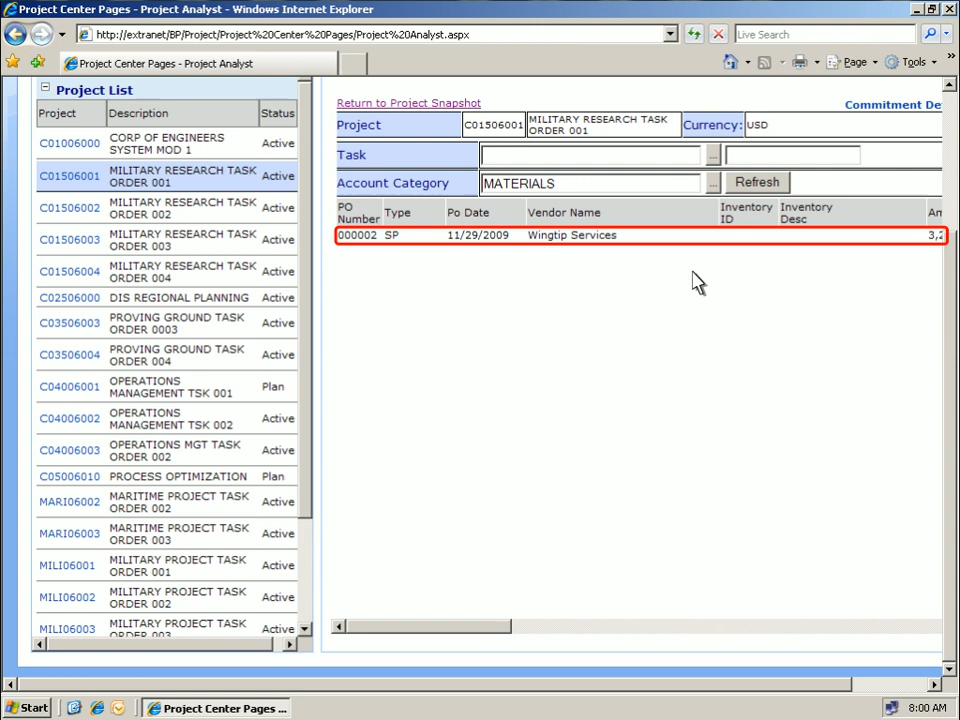 Project Center Pages - Project Analyst - Windows Internet Explorer
http://extranet/BP/Project/Project%20Center%20Pages/Project%20Analyst.aspx
Live Search
Project Center Pages - Project Analyst
Page
Tools
Project List
Project Description Status
C01006000 CORP OF ENGINEERS SYSTEM MOD 1 Active
C01506001 MILITARY RESEARCH TASK ORDER 001 Active
C01506002 MILITARY RESEARCH TASK ORDER 002 Active
C01506003 MILITARY RESEARCH TASK ORDER 003 Active
C01506004 MILITARY RESEARCH TASK ORDER 004 Active
C02506000 DIS REGIONAL PLANNING Active
C03506003 PROVING GROUND TASK ORDER 0003 Active
C03506004 PROVING GROUND TASK ORDER 004 Active
C04006001 OPERATIONS MANAGEMENT TSK 001 Plan
C04006002 OPERATIONS MANAGEMENT TSK 002 Active
C04006003 OPERATIONS MGT TASK ORDER 002 Active
C05006010 PROCESS OPTIMIZATION Plan
MARI06002 MARITIME PROJECT TASK ORDER 002 Active
MARI06003 MARITIME PROJECT TASK ORDER 003 Active
MILI06001 MILITARY PROJECT TASK ORDER 001 Active
MILI06002 MILITARY PROJECT TASK ORDER 002 Active
MILI06003 MILITARY PROJECT TASK ORDER 003 Active
Return to Project Snapshot
Commitment De
Project C01506001 MILITARY RESEARCH TASK ORDER 001 Currency: USD
Task ...
Account Category MATERIALS ... Refresh
PO Number Type Po Date Vendor Name Inventory ID Inventory Desc Am
000002 SP 11/29/2009 Wingtip Services 3,2
Start
Project Center Pages ...
8:00 AM